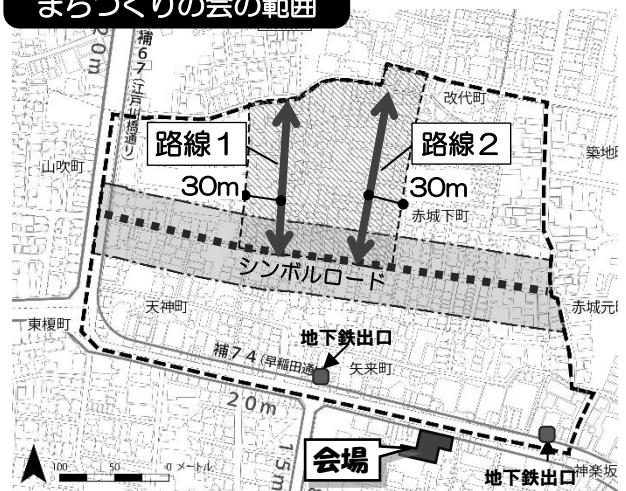 まちづくりの会の範囲
補67(江戸川橋通り)
20m
改代町
築地町
路線1
路線2
山吹町
30m
30m
赤城下町
シンボルロード
天神町
赤城元町
東榎町
地下鉄出口
補74(早稲田通)
矢来町
20m
15m
会場
100 50 0 メートル
地下鉄出口
神楽坂